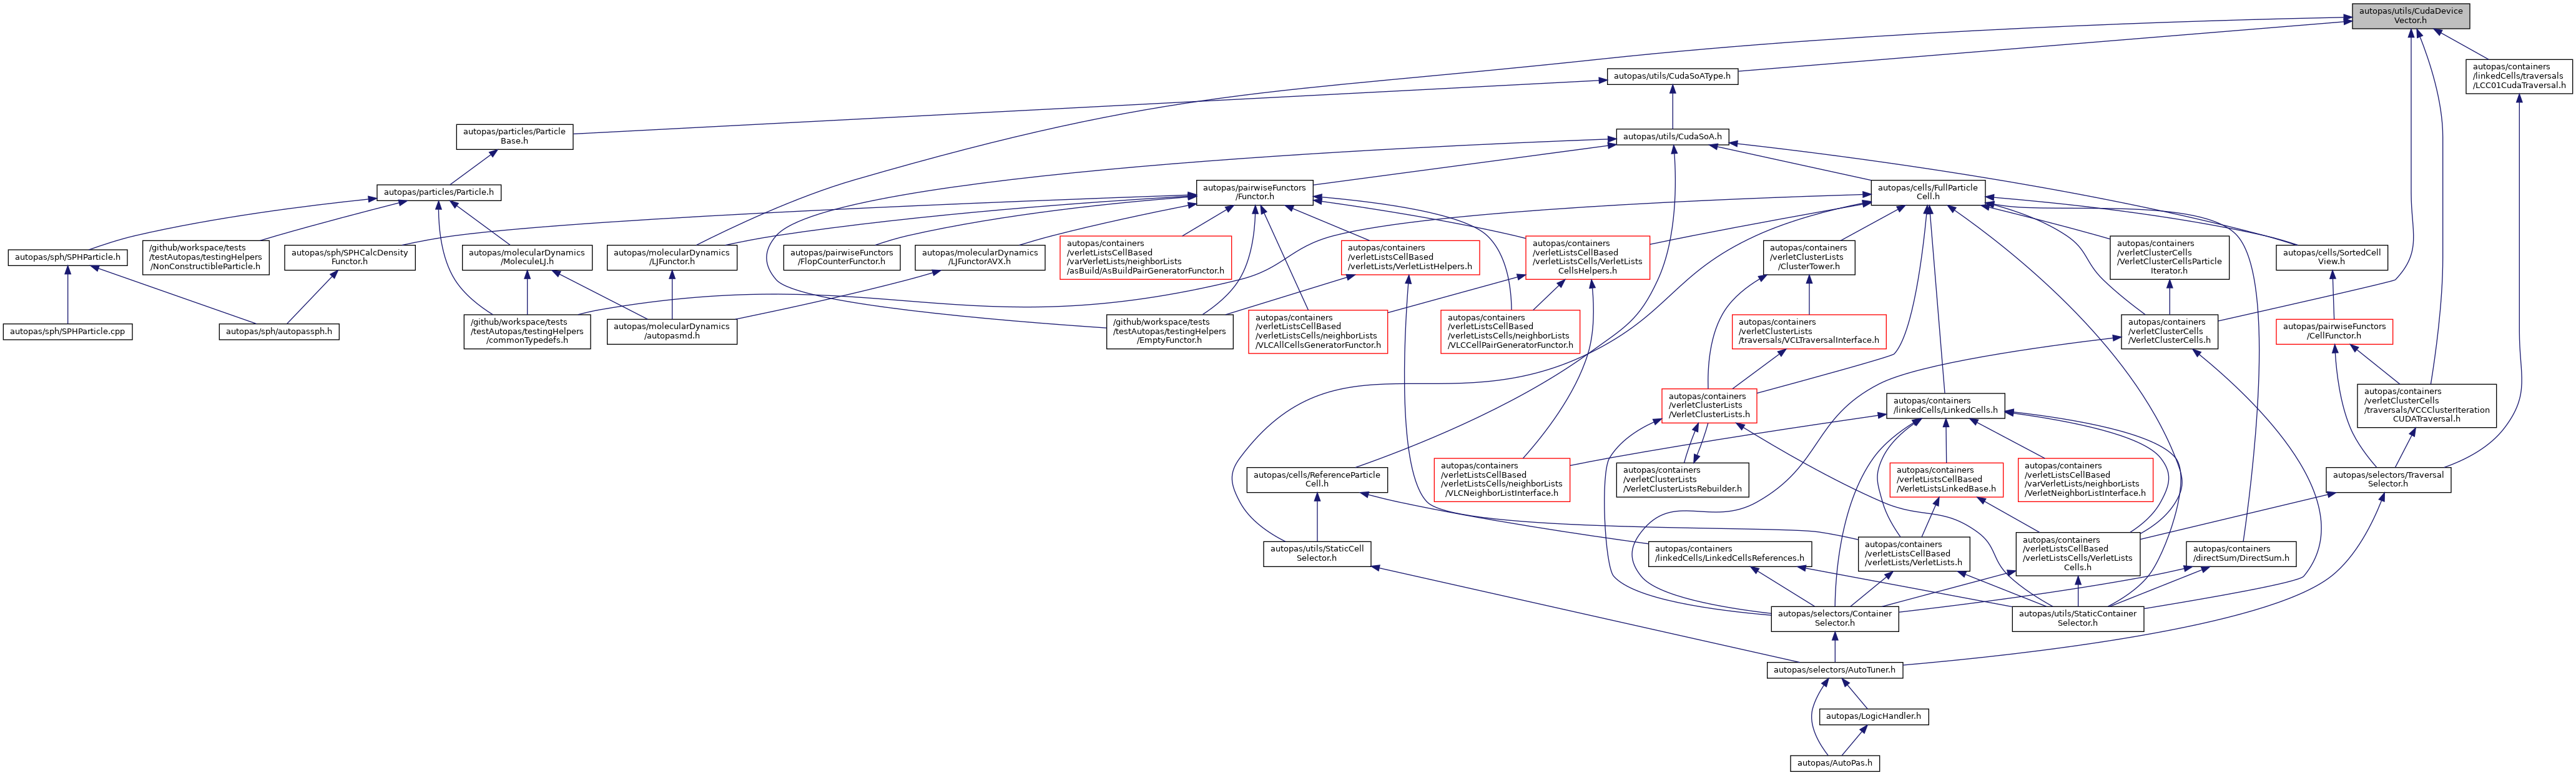 autopas/utils/CudaDevice
Vector.h
autopas/utils/CudaSoAType.h
autopas/containers
/linkedCells/traversals
/LCC01CudaTraversal.h
autopas/particles/Particle
Base.h
autopas/utils/CudaSoA.h
autopas/particles/Particle.h
autopas/pairwiseFunctors
/Functor.h
autopas/cells/FullParticle
Cell.h
autopas/sph/SPHParticle.h
/github/workspace/tests
/testAutopas/testingHelpers
/NonConstructibleParticle.h
autopas/sph/SPHCalcDensity
Functor.h
autopas/molecularDynamics
/MoleculeLJ.h
autopas/molecularDynamics
/LJFunctor.h
autopas/pairwiseFunctors
/FlopCounterFunctor.h
autopas/molecularDynamics
/LJFunctorAVX.h
autopas/containers
/verletListsCellBased
/varVerletLists/neighborLists
/asBuild/AsBuildPairGeneratorFunctor.h
autopas/containers
/verletListsCellBased
/verletLists/VerletListHelpers.h
autopas/containers
/verletListsCellBased
/verletListsCells/VerletLists
CellsHelpers.h
autopas/containers
/verletClusterLists
/ClusterTower.h
autopas/containers
/verletClusterCells
/VerletClusterCellsParticle
Iterator.h
autopas/cells/SortedCell
View.h
autopas/sph/SPHParticle.cpp
autopas/sph/autopassph.h
/github/workspace/tests
/testAutopas/testingHelpers
/commonTypedefs.h
autopas/molecularDynamics
/autopasmd.h
/github/workspace/tests
/testAutopas/testingHelpers
/EmptyFunctor.h
autopas/containers
/verletListsCellBased
/verletListsCells/neighborLists
/VLCAllCellsGeneratorFunctor.h
autopas/containers
/verletListsCellBased
/verletListsCells/neighborLists
/VLCCellPairGeneratorFunctor.h
autopas/containers
/verletClusterLists
/traversals/VCLTraversalInterface.h
autopas/containers
/verletClusterCells
/VerletClusterCells.h
autopas/pairwiseFunctors
/CellFunctor.h
autopas/containers
/verletClusterLists
/VerletClusterLists.h
autopas/containers
/linkedCells/LinkedCells.h
autopas/containers
/verletClusterCells
/traversals/VCCClusterIteration
CUDATraversal.h
autopas/cells/ReferenceParticle
Cell.h
autopas/containers
/verletListsCellBased
/verletListsCells/neighborLists
/VLCNeighborListInterface.h
autopas/containers
/verletClusterLists
/VerletClusterListsRebuilder.h
autopas/containers
/verletListsCellBased
/VerletListsLinkedBase.h
autopas/containers
/verletListsCellBased
/varVerletLists/neighborLists
/VerletNeighborListInterface.h
autopas/selectors/Traversal
Selector.h
autopas/utils/StaticCell
Selector.h
autopas/containers
/linkedCells/LinkedCellsReferences.h
autopas/containers
/verletListsCellBased
/verletLists/VerletLists.h
autopas/containers
/verletListsCellBased
/verletListsCells/VerletLists
Cells.h
autopas/containers
/directSum/DirectSum.h
autopas/selectors/Container
Selector.h
autopas/utils/StaticContainer
Selector.h
autopas/selectors/AutoTuner.h
autopas/LogicHandler.h
autopas/AutoPas.h